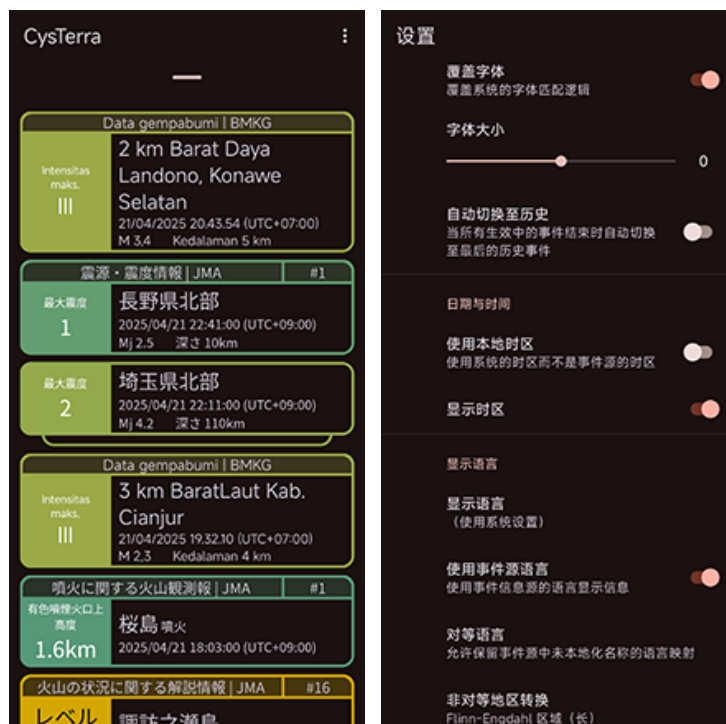 CysTerra
Data gempabumi | BMKG
Intensitas
maks.
III
2 km Barat Daya
Landono, Konawe
Selatan
21/04/2025 20.43.54 (UTC+07:00)
M 3,4 Kedalaman 5 km
震源・震度情報 | JMA #1
最大震度
1
長野県北部
2025/04/21 22:41:00 (UTC+09:00)
Mj 2.5 深さ 10km
最大震度
2
埼玉県北部
2025/04/21 22:11:00 (UTC+09:00)
Mj 4.2 深さ 110km
Data gempabumi | BMKG
Intensitas
maks.
III
3 km BaratLaut Kab.
Cianjur
21/04/2025 19.32.10 (UTC+07:00)
M 2,3 Kedalaman 4 km
噴火に関する火山観測報 | JMA #1
有色噴煙火口上
高度
1.6km
桜島 噴火
2025/04/21 18:03:00 (UTC+09:00)
火山の状況に関する解説情報 | JMA #16
レベル
諏訪之瀬島
设置
覆盖字体
覆盖系统的字体匹配逻辑
字体大小
0
自动切换至历史
当所有生效中的事件结束时自动切换
至最后的历史事件
日期与时间
使用本地时区
使用系统的时区而不是事件源的时区
显示时区
显示语言
显示语言
（使用系统设置）
使用事件源语言
使用事件信息源的语言显示信息
对等语言
允许保留事件源中未本地化名称的语言映射
非对等地区转换
Flinn-Engdahl 区域（长）